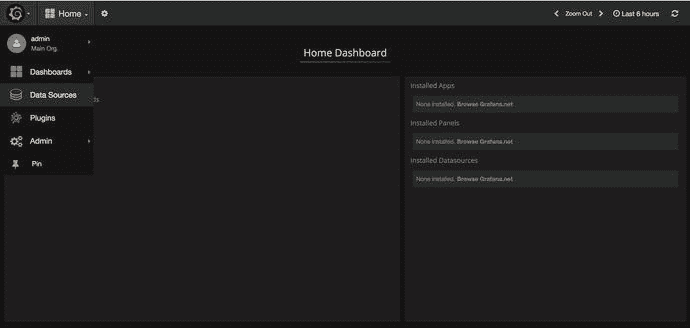 Home
Zoom Out
Last 6 hours
admin
Main Org.
Dashboards
Data Sources
Plugins
Admin
Pin
Home Dashboard
Installed Apps
None installed. Browse Grafana.net
Installed Panels
None installed. Browse Grafana.net
Installed Datasources
None installed. Browse Grafana.net